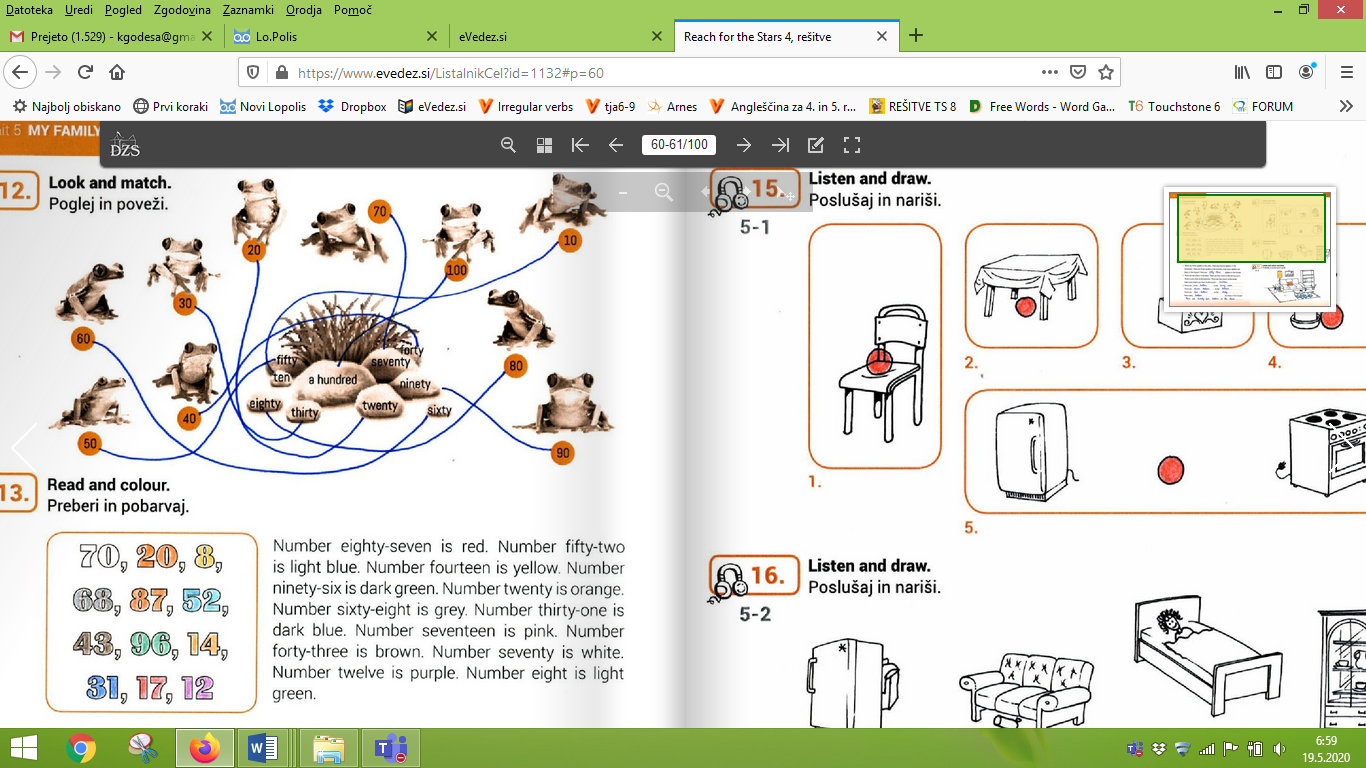 Datoteka Uredi Pogled Zgodovina Zaznamki Orodja Pomoč
Prejeto (1.529) - kgodesa@gma
Lo.Polis
eVedez.si
Reach for the Stars 4, rešitve
https://www.evedez.si/ListalnikCel?id=1132#p=60
Najbolj obiskano Prvi koraki Novi Lopolis Dropbox eVedez.si Irregular verbs tja6-9 Arnes Angleščina za 4. in 5. r... REŠITVE TS 8 Free Words - Word Ga... Touchstone 6 FORUM
it 5 MY FAMILY
DZS
60-61/100
12. Look and match.
Poglej in poveži.
20
70
100
10
30
60
40
50
80
90
fifty
ten
a hundred
forty
seventy
ninety
eighty
thirty
twenty
sixty
13. Read and colour.
Preberi in pobarvaj.
70, 20, 8,
68, 87, 52,
43, 96, 14,
31, 17, 12
Number eighty-seven is red. Number fifty-two
is light blue. Number fourteen is yellow. Number
ninety-six is dark green. Number twenty is orange.
Number sixty-eight is grey. Number thirty-one is
dark blue. Number seventeen is pink. Number
forty-three is brown. Number seventy is white.
Number twelve is purple. Number eight is light
green.
15. Listen and draw.
Poslušaj in nariši.
5-1
1.
2.
3.
4.
5.
16. Listen and draw.
Poslušaj in nariši.
5-2
6:59
19.5.2020